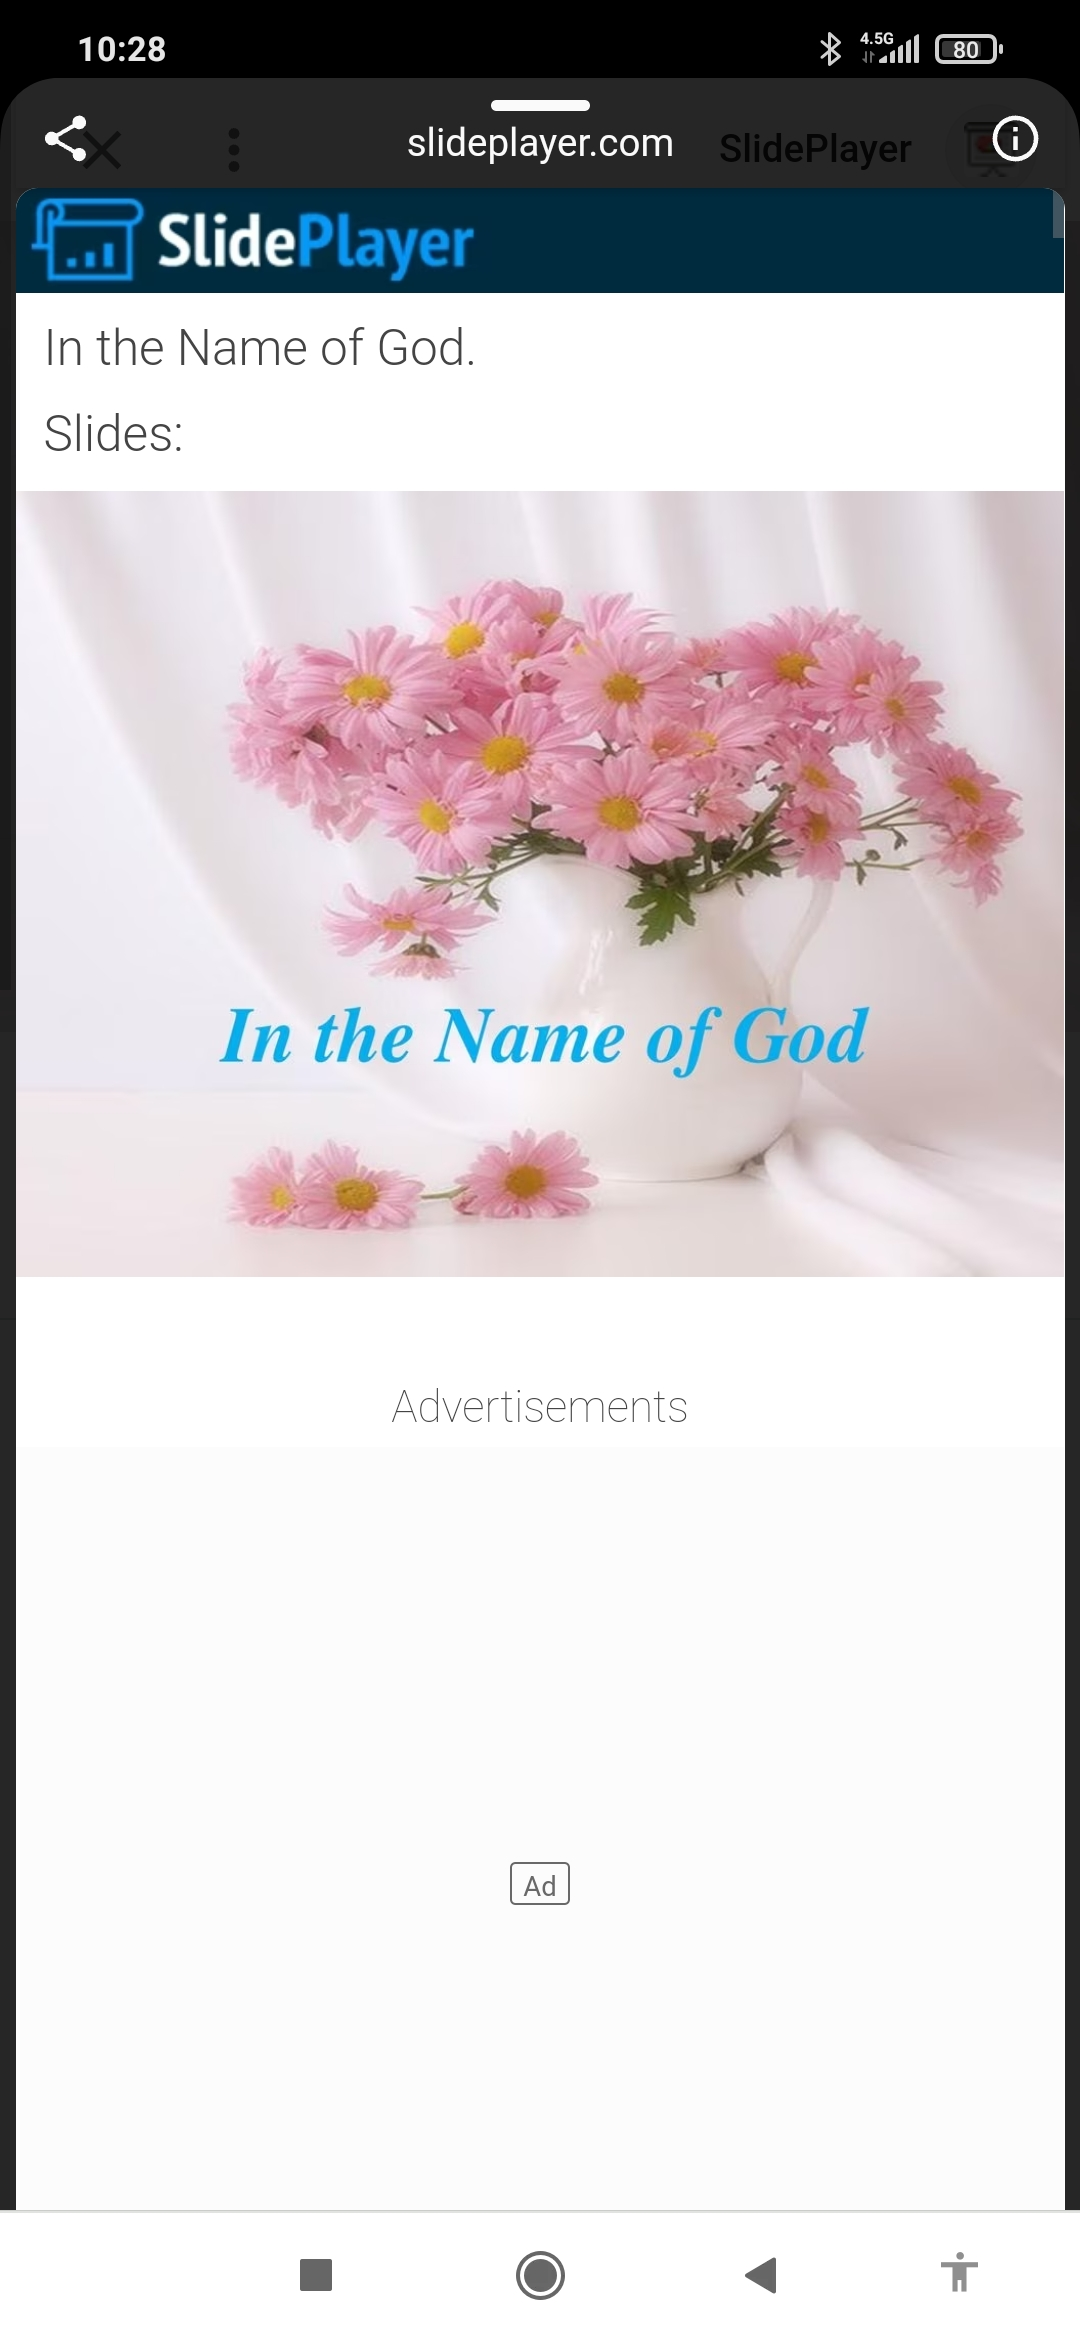 10:28
4.5G
80
slideplayer.com
SlidePlayer
SlidePlayer
In the Name of God.
Slides:
In the Name of God
Advertisements
Ad